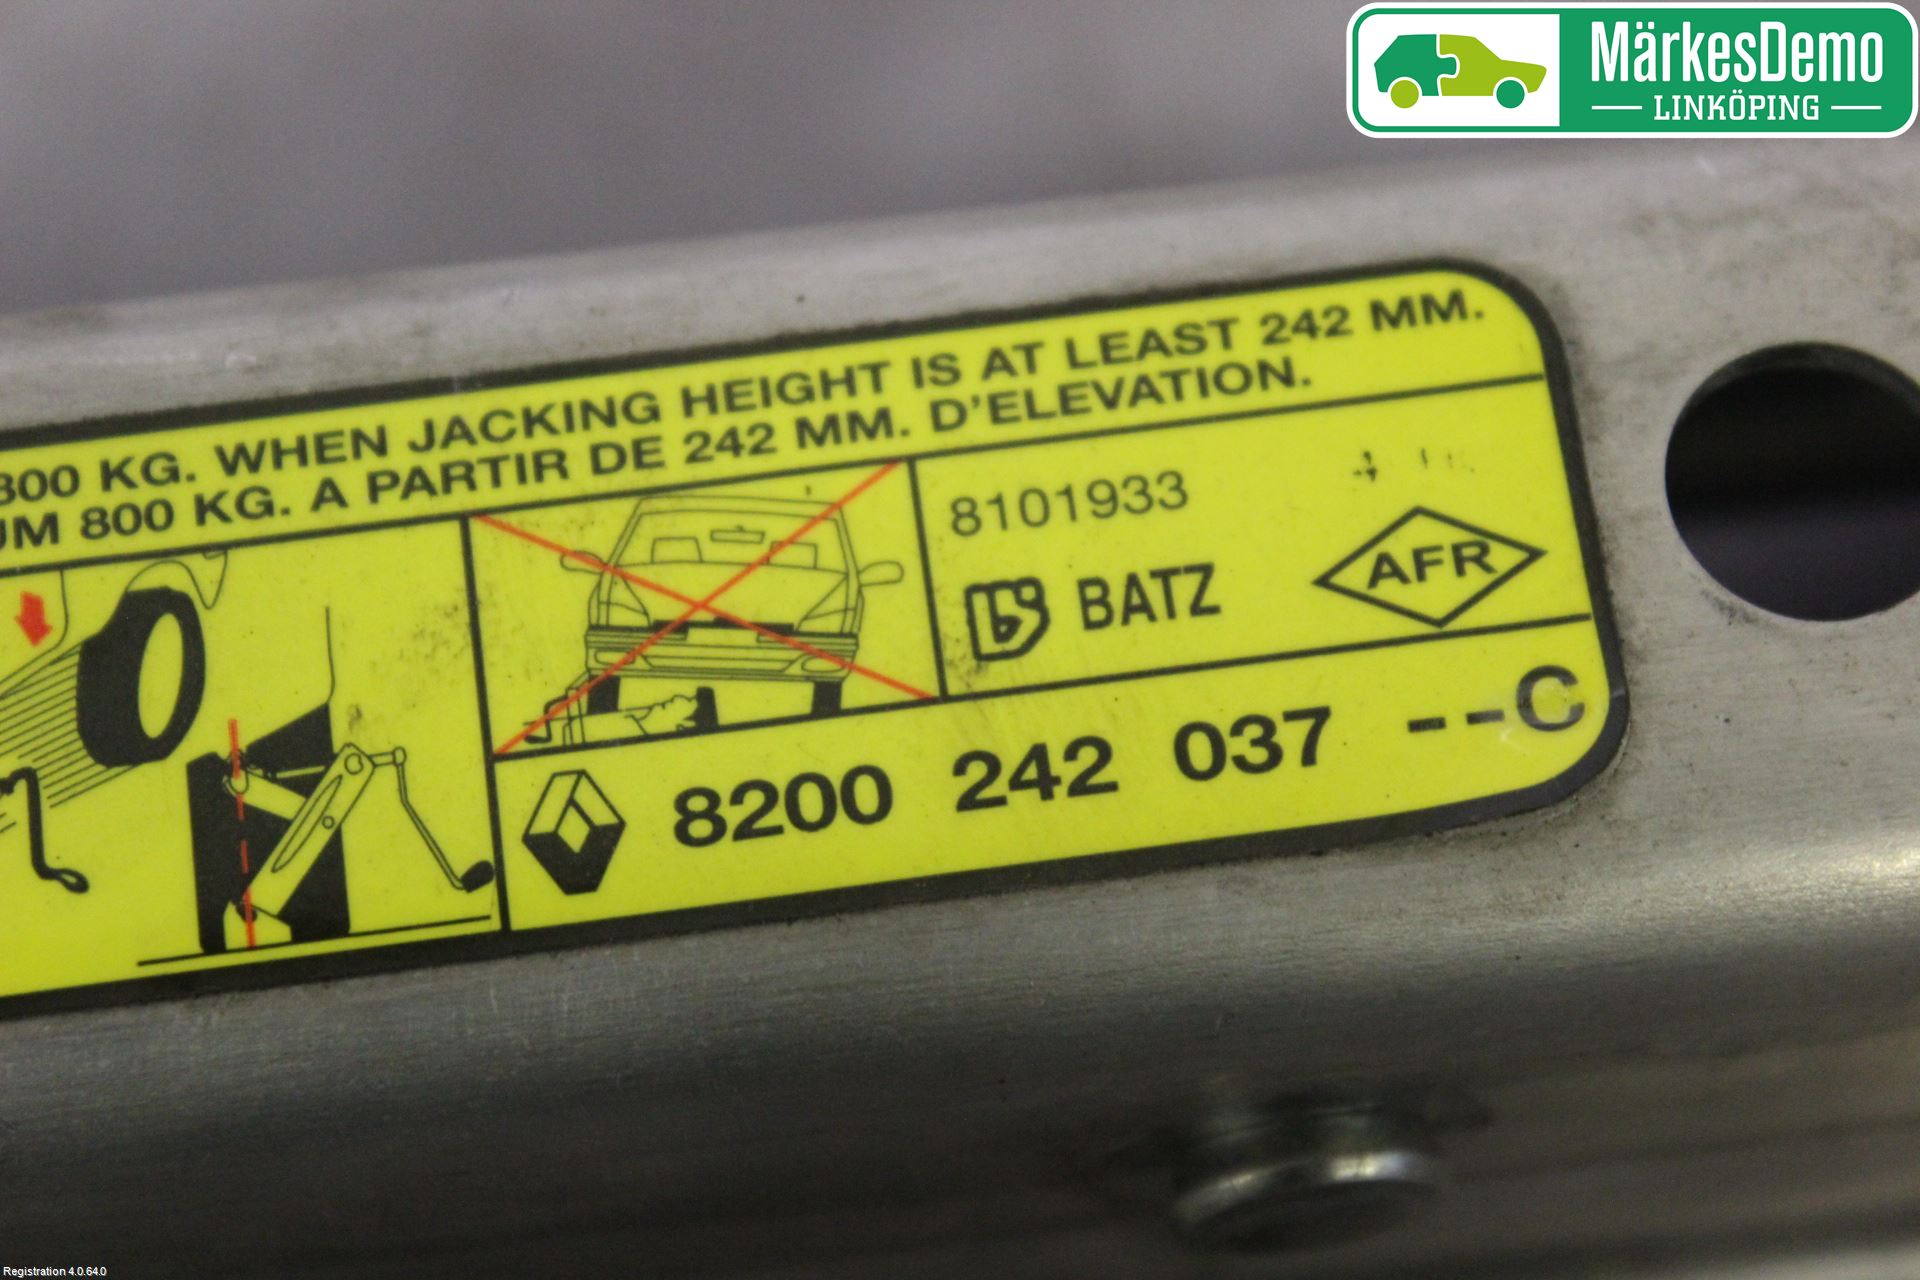 MärkesDemo
LINKÖPING
800 KG. WHEN JACKING HEIGHT IS AT LEAST 242 MM.
UM 800 KG. A PARTIR DE 242 MM. D'ELEVATION.
8101933
BATZ
AFR
8200 242 037 --C
Registration 4.0.64.0